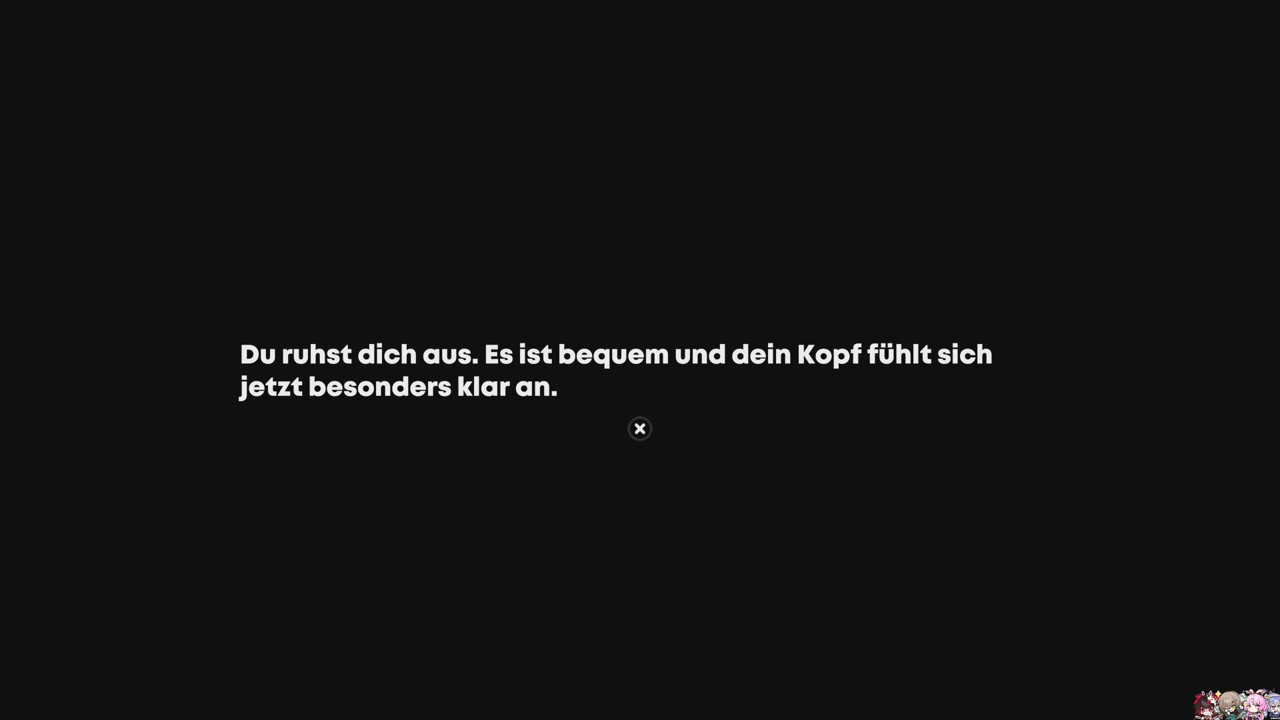 Du ruhst dich aus. Es ist bequem und dein Kopf fühlt sich
jetzt besonders klar an.